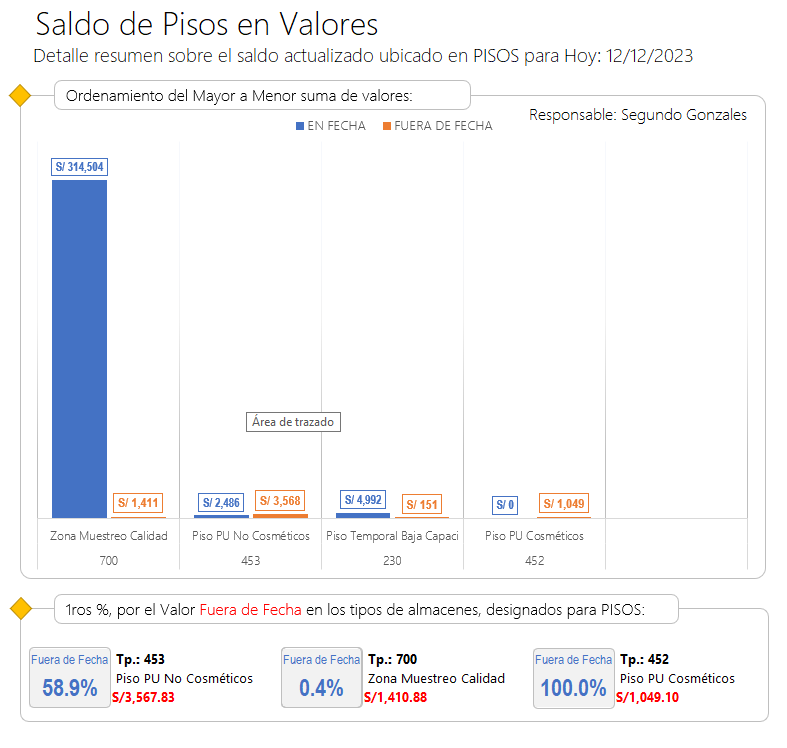 Saldo de Pisos en Valores
Detalle resumen sobre el saldo actualizado ubicado en PISOS para Hoy: 12/12/2023
Ordenamiento del Mayor a Menor suma de valores:
Responsable: Segundo Gonzales
EN FECHA FUERA DE FECHA
S/ 314,504
Área de trazado
S/ 1,411 S/ 2,486 S/ 3,568 S/ 4,992 S/ 151 S/ 0 S/ 1,049
Zona Muestreo Calidad Piso PU No Cosméticos Piso Temporal Baja Capaci Piso PU Cosméticos
700 453 230 452
1ros %, por el Valor Fuera de Fecha en los tipos de almacenes, designados para PISOS:
Fuera de Fecha Tp.: 453 Fuera de Fecha Tp.: 700 Fuera de Fecha Tp.: 452
58.9% Piso PU No Cosméticos 0.4% Zona Muestreo Calidad 100.0% Piso PU Cosméticos
S/3,567.83 S/1,410.88 S/1,049.10